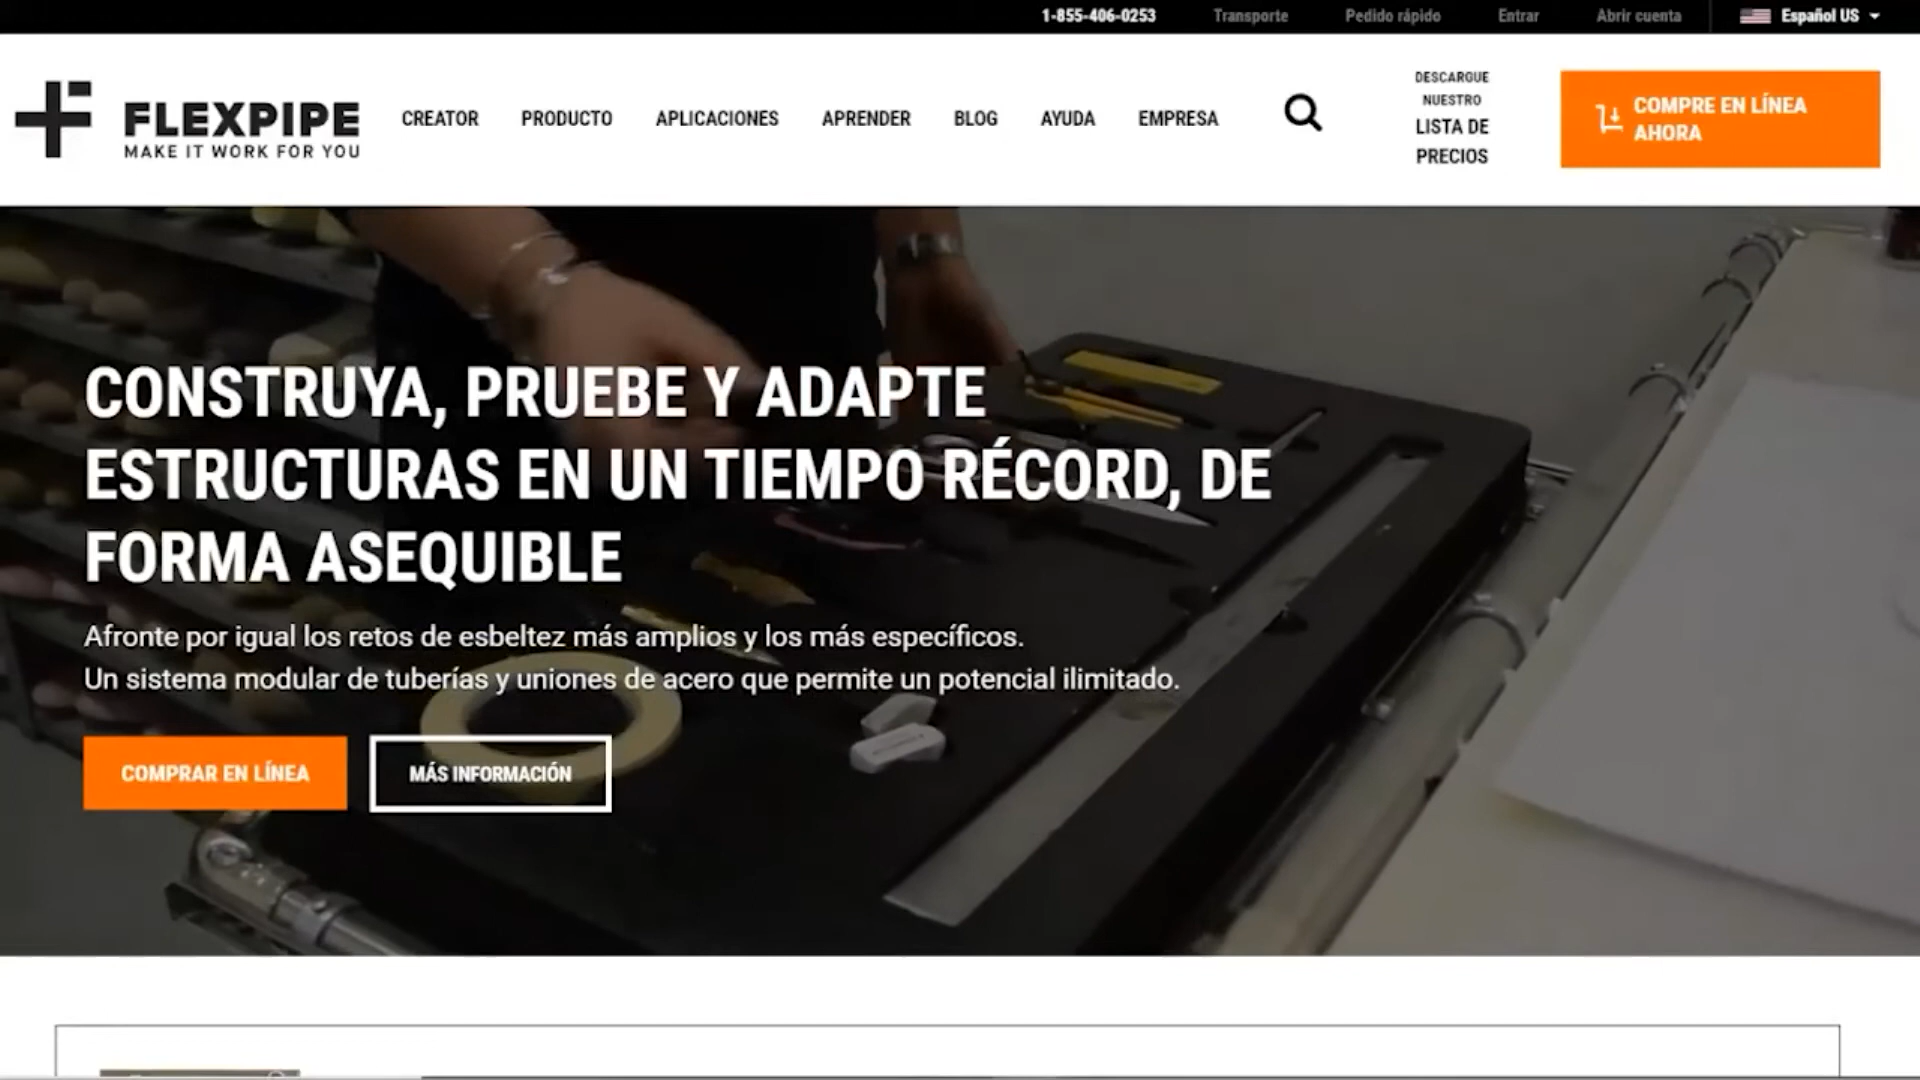 1-855-406-0253 Transporte Pedido rápido Entrar Abrir cuenta Español US
FLEXPIPE
MAKE IT WORK FOR YOU
CREATOR PRODUCTO APLICACIONES APRENDER BLOG AYUDA EMPRESA
DESCARGUE
NUESTRO
LISTA DE
PRECIOS
COMPRE EN LÍNEA
AHORA
CONSTRUYA, PRUEBE Y ADAPTE
ESTRUCTURAS EN UN TIEMPO RÉCORD, DE
FORMA ASEQUIBLE
Afronte por igual los retos de esbeltez más amplios y los más específicos.
Un sistema modular de tuberías y uniones de acero que permite un potencial ilimitado.
COMPRAR EN LÍNEA MÁS INFORMACIÓN